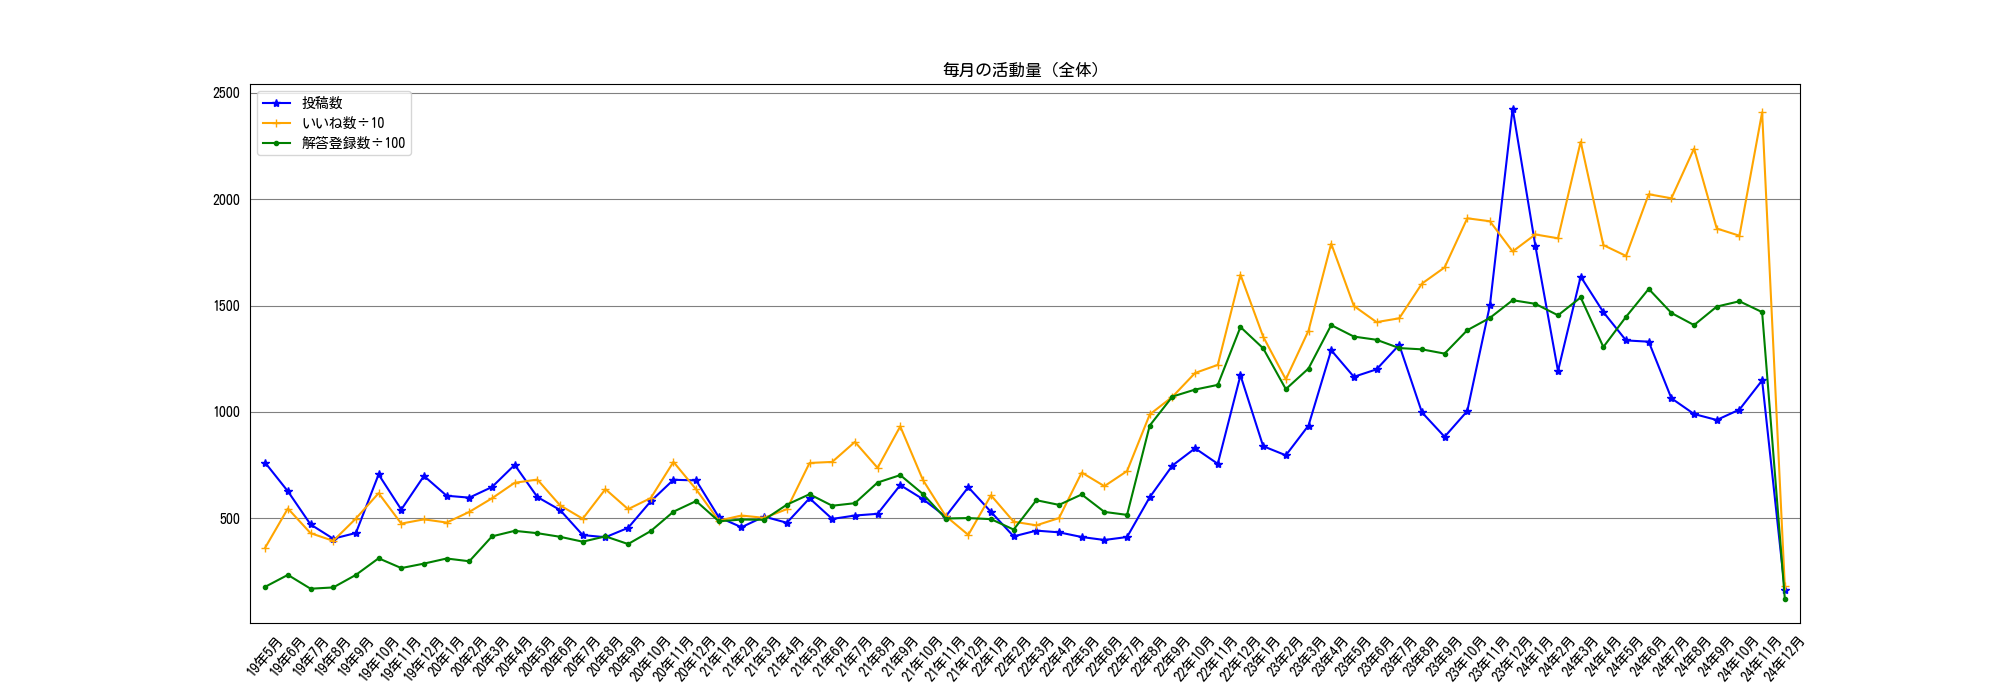 毎月の活動量（全体）
投稿数
いいね数÷10
解答登録数÷100
2500
2000
1500
1000
500
19年5月
19年6月
19年7月
19年8月
19年9月
19年10月
19年11月
19年12月
20年1月
20年2月
20年3月
20年4月
20年5月
20年6月
20年7月
20年8月
20年9月
20年10月
20年11月
20年12月
21年1月
21年2月
21年3月
21年4月
21年5月
21年6月
21年7月
21年8月
21年9月
21年10月
21年11月
21年12月
22年1月
22年2月
22年3月
22年4月
22年5月
22年6月
22年7月
22年8月
22年9月
22年10月
22年11月
22年12月
23年1月
23年2月
23年3月
23年4月
23年5月
23年6月
23年7月
23年8月
23年9月
23年10月
23年11月
23年12月
24年1月
24年2月
24年3月
24年4月
24年5月
24年6月
24年7月
24年8月
24年9月
24年10月
24年11月
24年12月